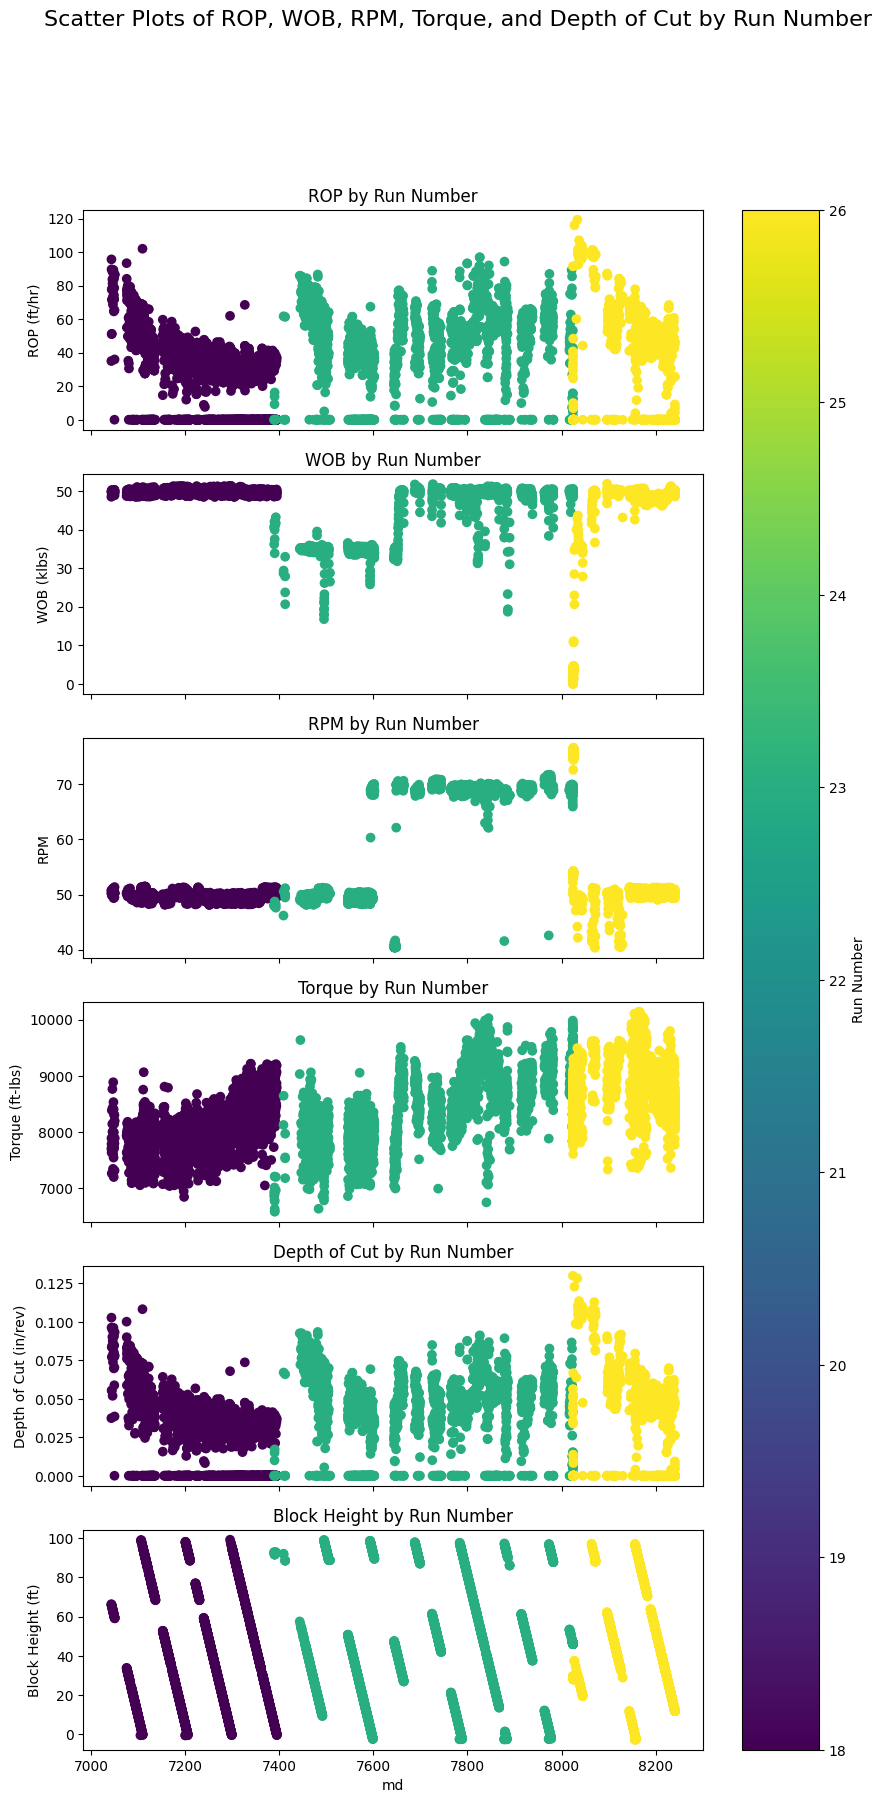 Scatter Plots of ROP, WOB, RPM, Torque, and Depth of Cut by Run Number
ROP by Run Number
120
100
80
60
40
20
0
ROP (ft/hr)
WOB by Run Number
50
40
30
20
10
0
WOB (klbs)
RPM by Run Number
70
60
50
40
RPM
Torque by Run Number
10000
9000
8000
7000
Torque (ft-lbs)
Depth of Cut by Run Number
0.125
0.100
0.075
0.050
0.025
0.000
Depth of Cut (in/rev)
Block Height by Run Number
100
80
60
40
20
0
Block Height (ft)
7000 7200 7400 7600 7800 8000 8200
md
26
25
24
23
22
21
20
19
18
Run Number